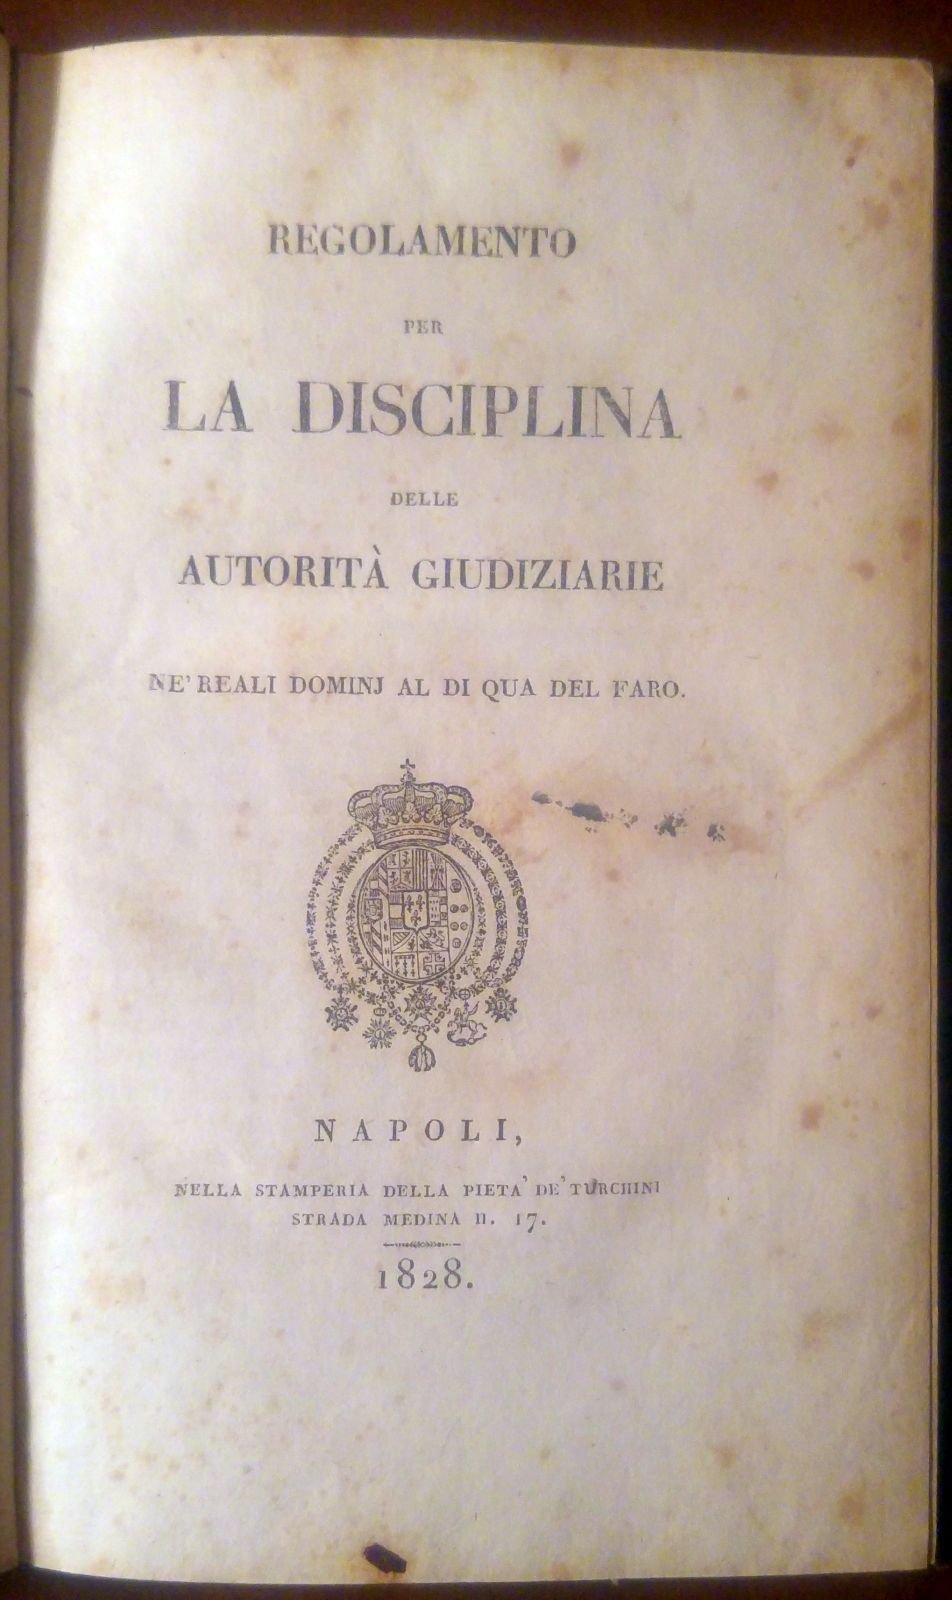 REGOLAMENTO
PER
LA DISCIPLINA
DELLE
AUTORITÀ GIUDIZIARIE
NE' REALI DOMINJ AL DI QUA DEL FARO.
NAPOLI,
NELLA STAMPERIA DELLA PIETA' DE' TURCHINI
STRADA MEDINA N. 17.
1828.